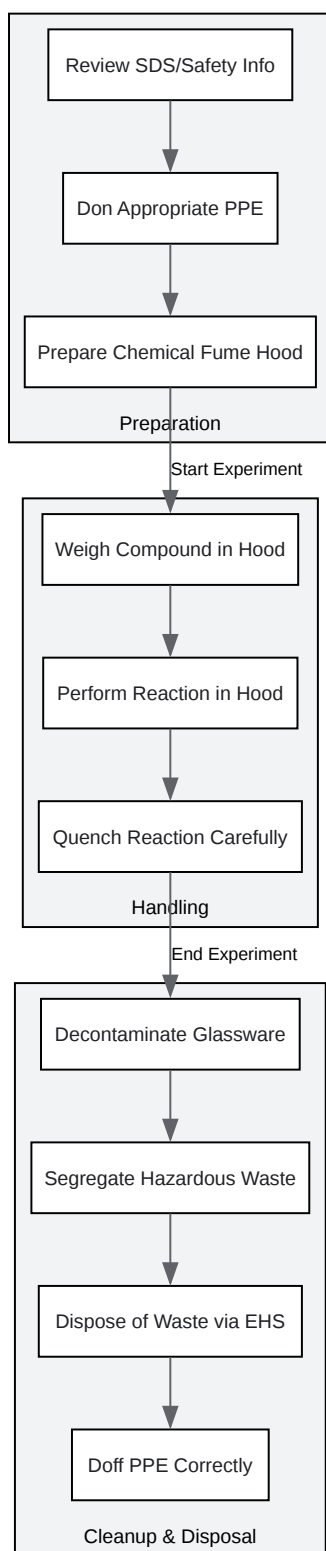 Review SDS/Safety Info
Don Appropriate PPE
Prepare Chemical Fume Hood
Preparation
Start Experiment
Weigh Compound in Hood
Perform Reaction in Hood
Quench Reaction Carefully
Handling
End Experiment
Decontaminate Glassware
Segregate Hazardous Waste
Dispose of Waste via EHS
Doff PPE Correctly
Cleanup & Disposal